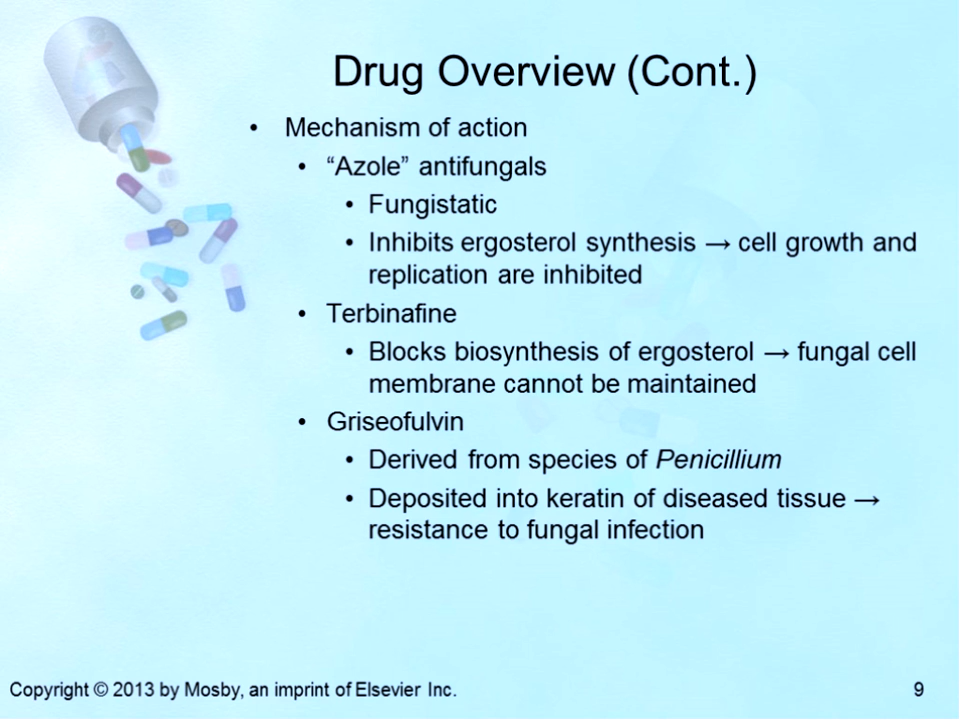 Drug Overview (Cont.)
• Mechanism of action
• “Azole” antifungals
• Fungistatic
• Inhibits ergosterol synthesis → cell growth and
replication are inhibited
• Terbinafine
• Blocks biosynthesis of ergosterol → fungal cell
membrane cannot be maintained
• Griseofulvin
• Derived from species of Penicillium
• Deposited into keratin of diseased tissue →
resistance to fungal infection
Copyright © 2013 by Mosby, an imprint of Elsevier Inc.
9